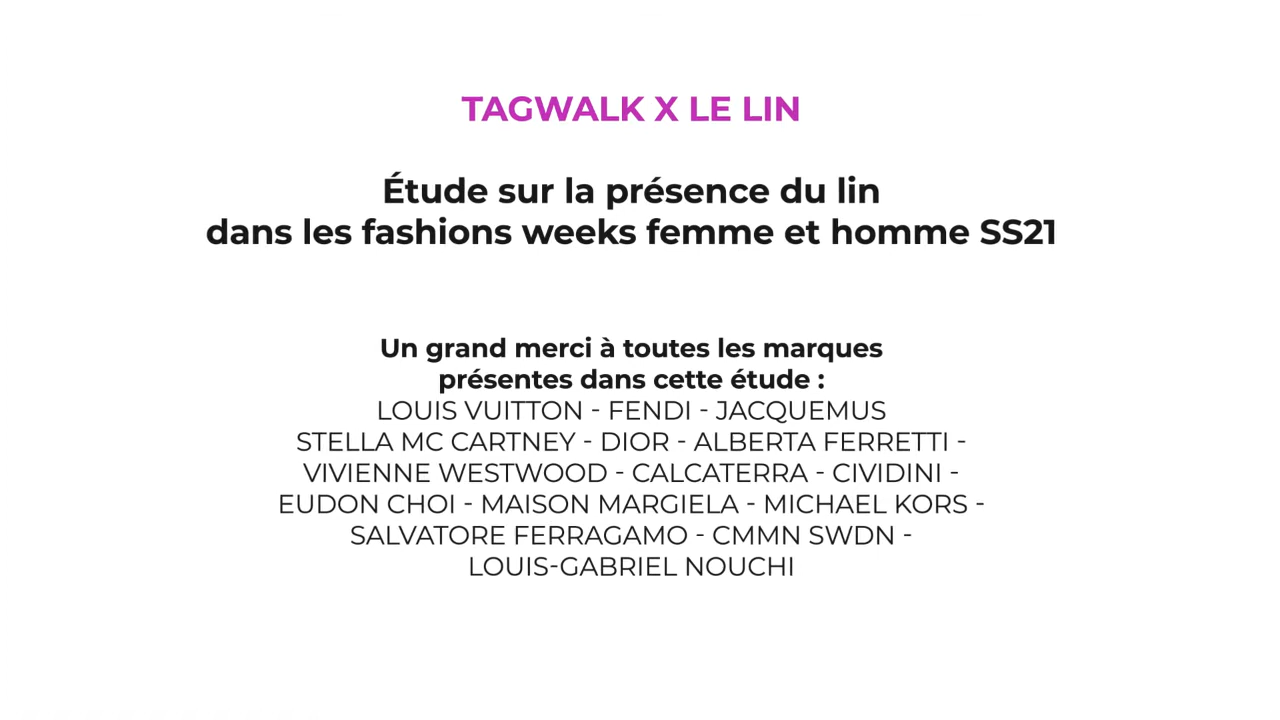 TAGWALK X LE LIN
Étude sur la présence du lin
dans les fashions weeks femme et homme SS21
Un grand merci à toutes les marques
présentes dans cette étude :
LOUIS VUITTON - FENDI - JACQUEMUS
STELLA MC CARTNEY - DIOR - ALBERTA FERRETTI -
VIVIENNE WESTWOOD - CALCATERRA - CIVIDINI -
EUDON CHOI - MAISON MARGIELA - MICHAEL KORS -
SALVATORE FERRAGAMO - CMMN SWDN -
LOUIS-GABRIEL NOUCHI